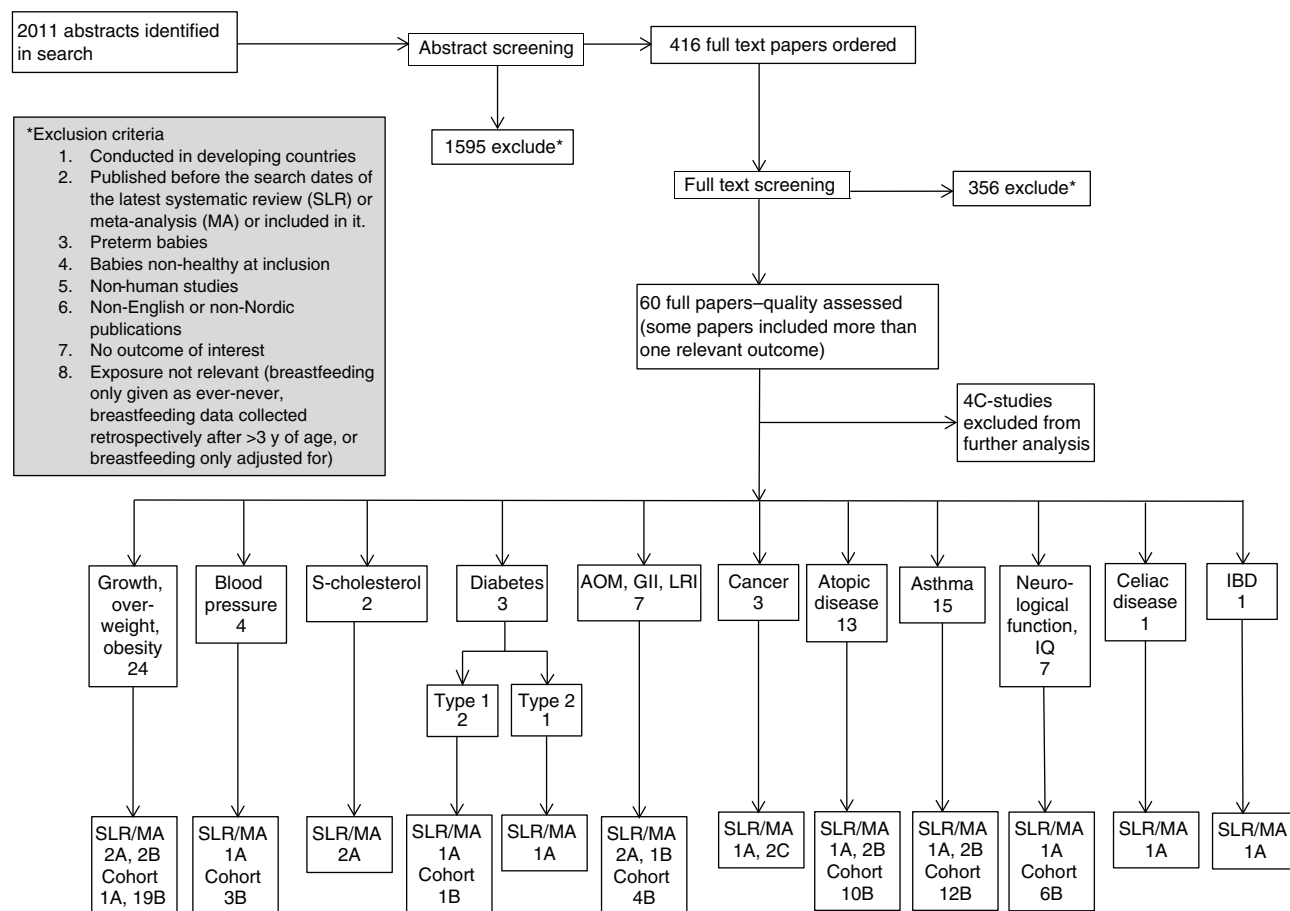 2011 abstracts identified
in search
Abstract screening
416 full text papers ordered
1595 exclude*
*Exclusion criteria
1. Conducted in developing countries
2. Published before the search dates of
the latest systematic review (SLR) or
meta-analysis (MA) or included in it.
3. Preterm babies
4. Babies non-healthy at inclusion
5. Non-human studies
6. Non-English or non-Nordic
publications
7. No outcome of interest
8. Exposure not relevant (breastfeeding
only given as ever-never,
breastfeeding data collected
retrospectively after >3 y of age, or
breastfeeding only adjusted for)
Full text screening
356 exclude*
60 full papers–quality assessed
(some papers included more than
one relevant outcome)
4C-studies
excluded from
further analysis
Growth,
over-
weight,
obesity
24
Blood
pressure
4
S-cholesterol
2
Diabetes
3
AOM, GII, LRI
7
Cancer
3
Atopic
disease
13
Asthma
15
Neuro-
logical
function,
IQ
7
Celiac
disease
1
IBD
1
Type 1
2
Type 2
1
SLR/MA
2A, 2B
Cohort
1A, 19B
SLR/MA
1A
Cohort
3B
SLR/MA
2A
SLR/MA
1A
Cohort
1B
SLR/MA
1A
SLR/MA
2A, 1B
Cohort
4B
SLR/MA
1A, 2C
SLR/MA
1A, 2B
Cohort
10B
SLR/MA
1A, 2B
Cohort
12B
SLR/MA
1A
Cohort
6B
SLR/MA
1A
SLR/MA
1A